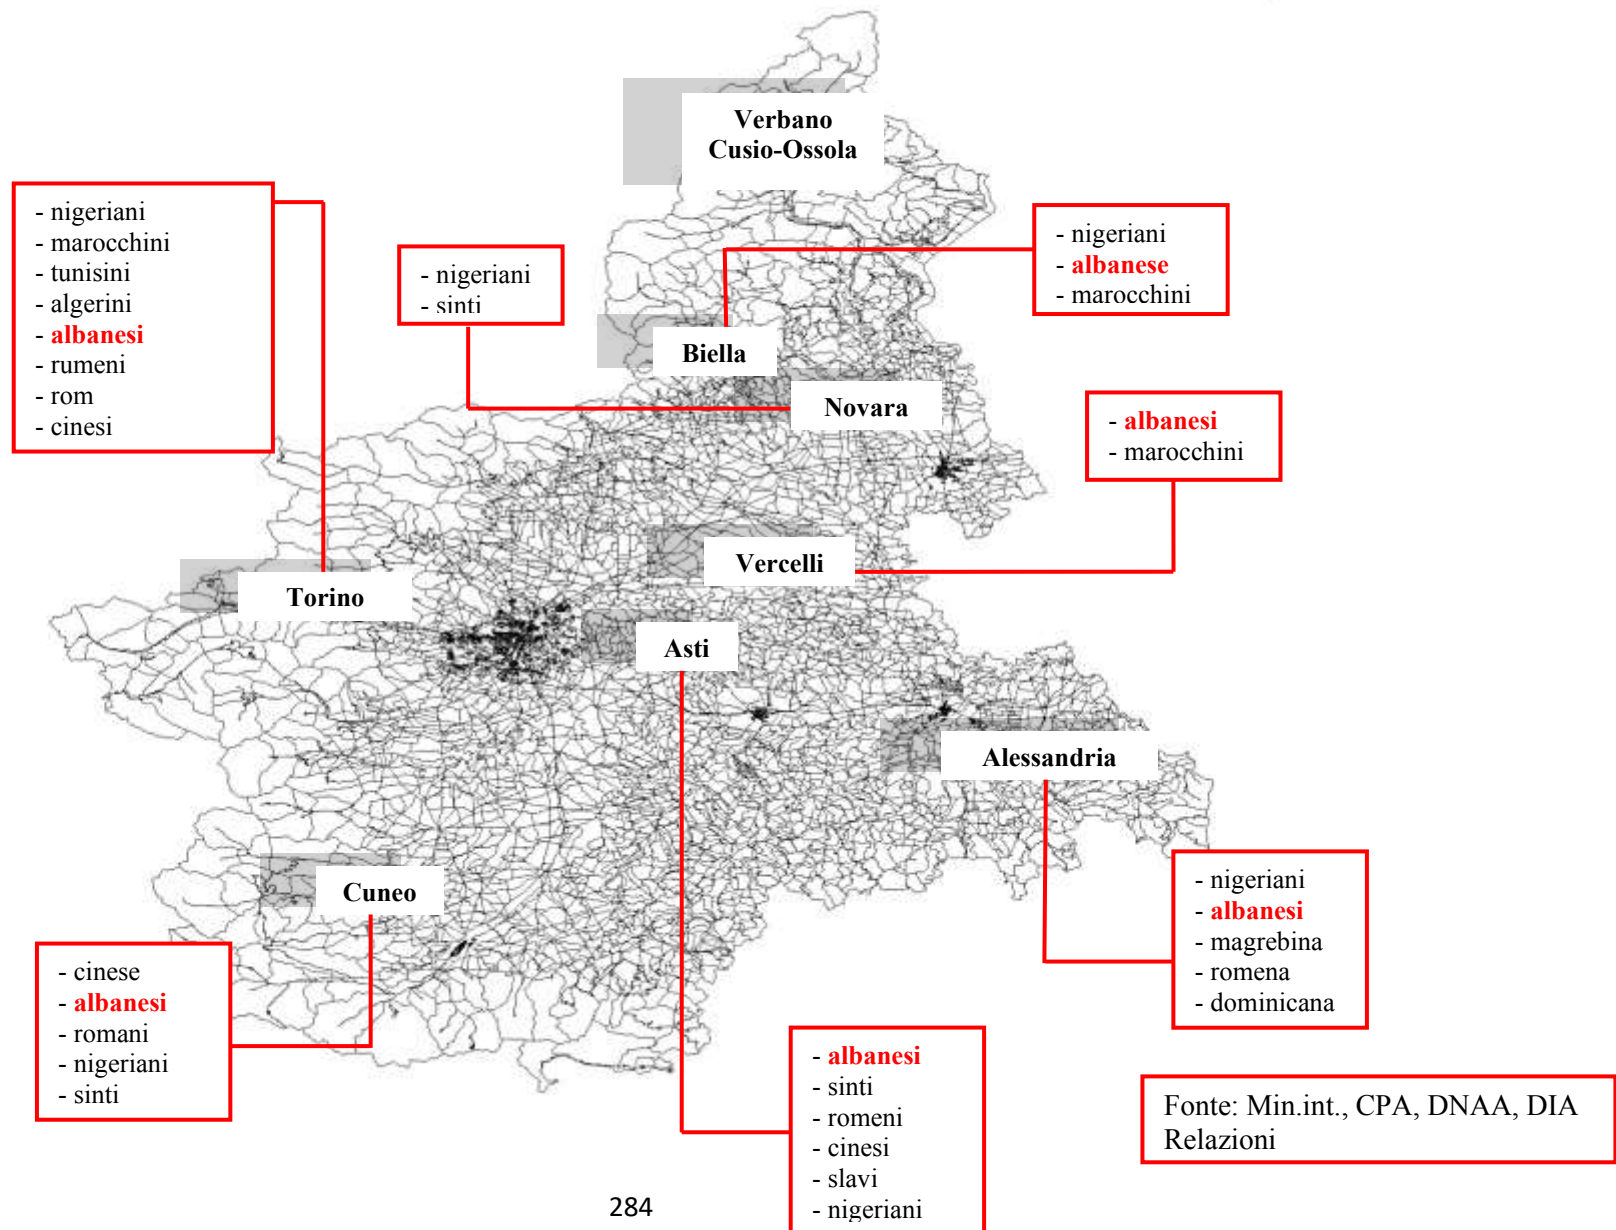 Verbano
Cusio-Ossola
- nigeriani
- marocchini
- tunisini
- algerini
- albanesi
- rumeni
- rom
- cinesi
- nigeriani
- sinti
- nigeriani
- albanese
- marocchini
Biella
Novara
- albanesi
- marocchini
Vercelli
Torino
Asti
Alessandria
Cuneo
- nigeriani
- albanesi
- magrebina
- romena
- dominicana
- cinese
- albanesi
- romani
- nigeriani
- sinti
- albanesi
- sinti
- romeni
- cinesi
- slavi
- nigeriani
Fonte: Min.int., CPA, DNAA, DIA
Relazioni
284